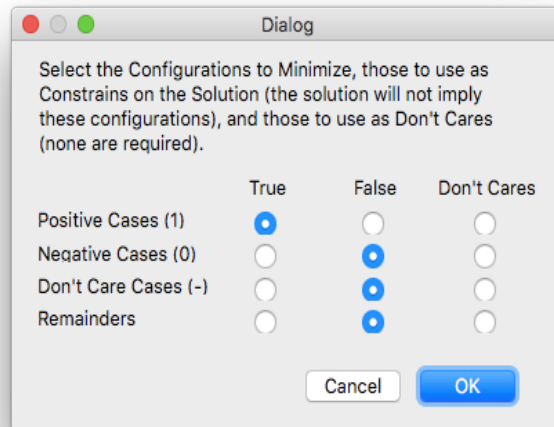 Dialog
Select the Configurations to Minimize, those to use as
Constrains on the Solution (the solution will not imply
these configurations), and those to use as Don't Cares
(none are required).
True False Don't Cares
Positive Cases (1)
Negative Cases (0)
Don't Care Cases (-)
Remainders
Cancel OK